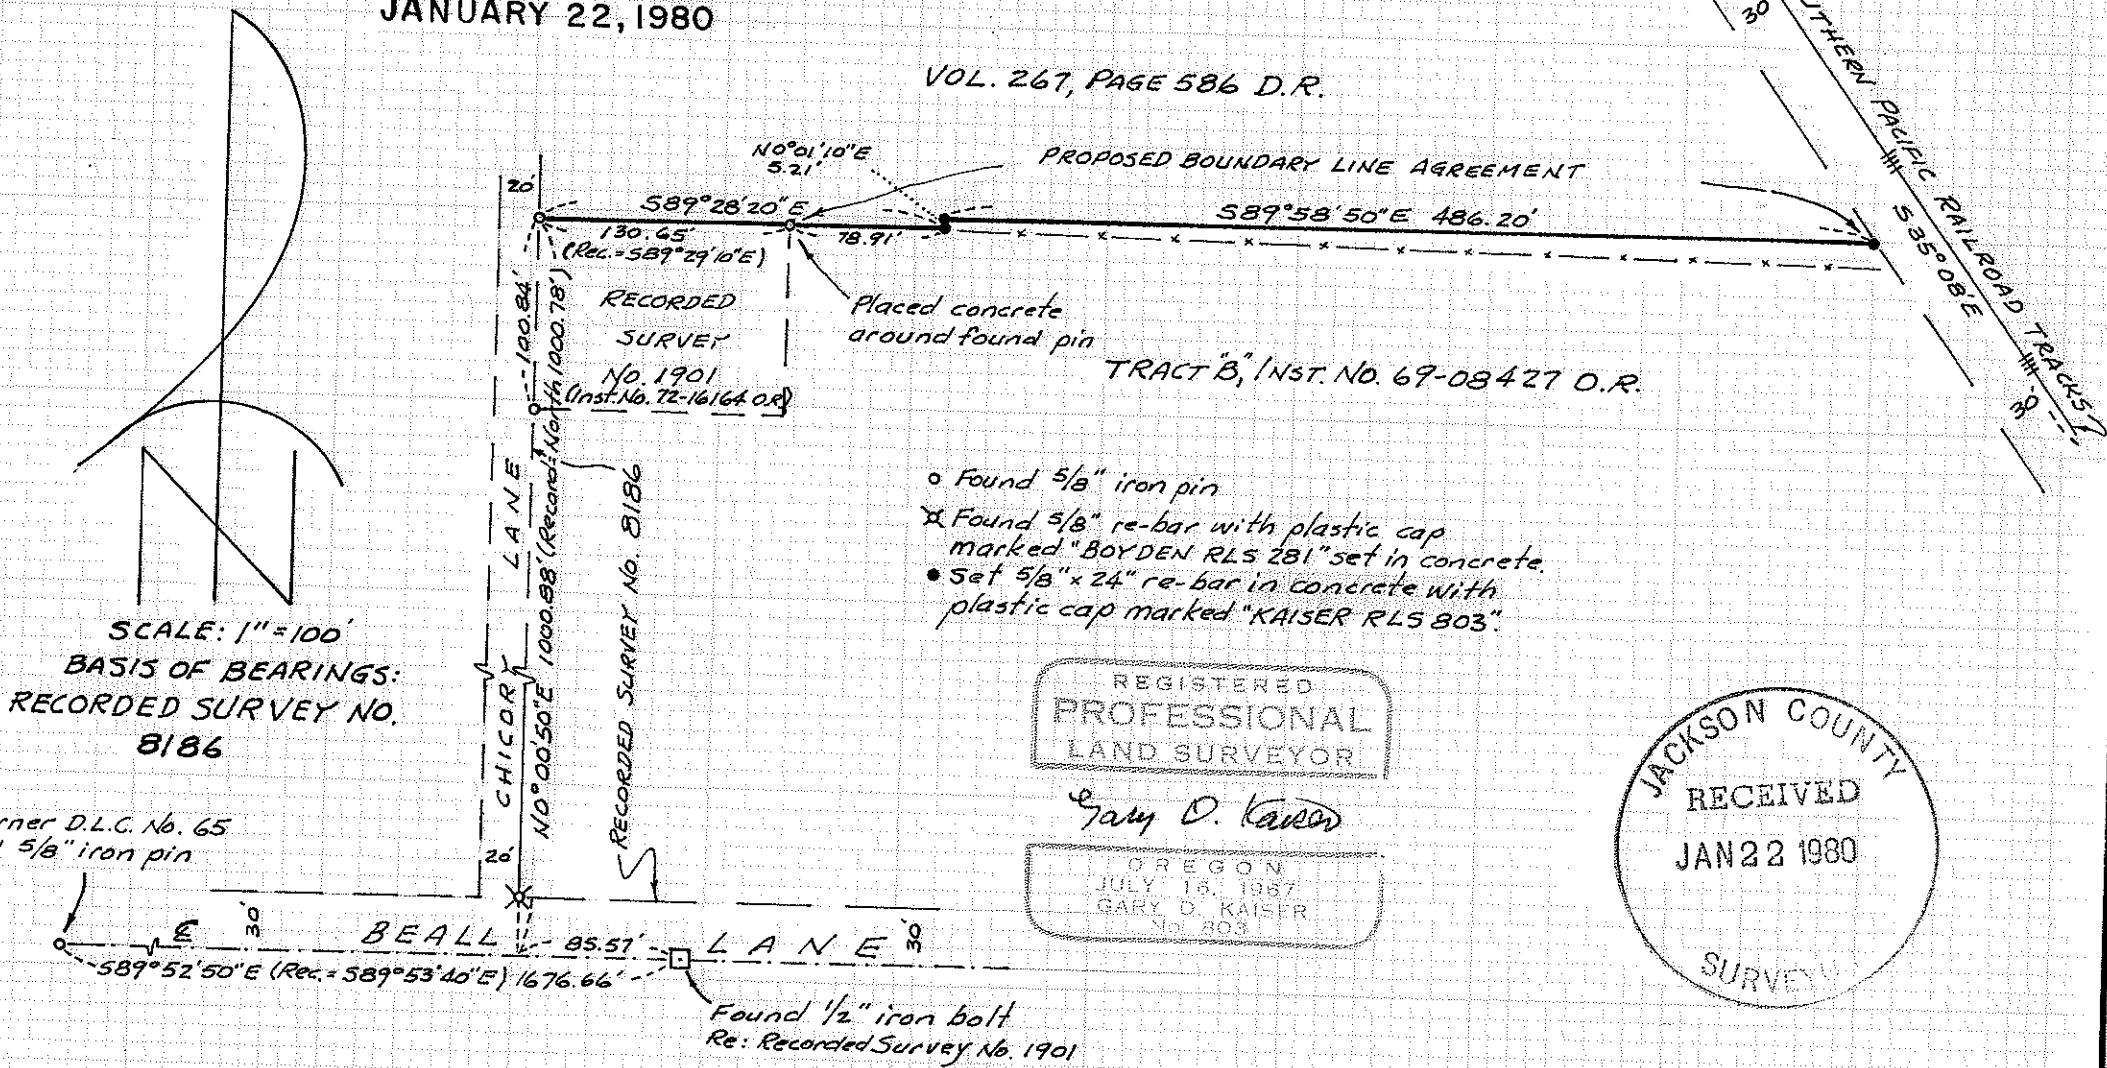 JANUARY 22, 1980
VOL. 267, PAGE 586 D.R.
30
SOUTHERN PACIFIC RAILROAD TRACKS
S35°08'E
30
N0°01'10"E
5.21'
PROPOSED BOUNDARY LINE AGREEMENT
20'
S89°28'20"E
130.65'
(Rec.=S89°29'10"E)
78.91'
S89°58'50"E 486.20'
100.84'
RECORDED
SURVEY
No. 1901
(Inst. No. 72-16164 O.R.)
Placed concrete
around found pin
TRACT "B", INST. NO. 69-08427 O.R.
CHICORY LANE
N0°00'50"E 1000.88' (Record=North 1000.78')
RECORDED SURVEY No. 8186
N
o Found 5/8" iron pin
Found 5/8" re-bar with plastic cap
marked "BOYDEN RLS 281" set in concrete.
● Set 5/8" x 24" re-bar in concrete with
plastic cap marked "KAISER RLS 803".
SCALE: 1"=100'
BASIS OF BEARINGS:
RECORDED SURVEY NO.
8186
REGISTERED
PROFESSIONAL
LAND SURVEYOR
Gary D. Kaiser
OREGON
JULY 1967
GARY D. KAISER
No. 803
JACKSON COUNTY
RECEIVED
JAN 22 1980
SURVEYOR
D.L.C. No. 65
5/8" iron pin
20'
30'
℄ BEALL LANE
85.57'
30'
S89°52'50"E (Rec.=S89°53'40"E) 1676.66'
Found 1/2" iron bolt
Re: Recorded Survey No. 1901